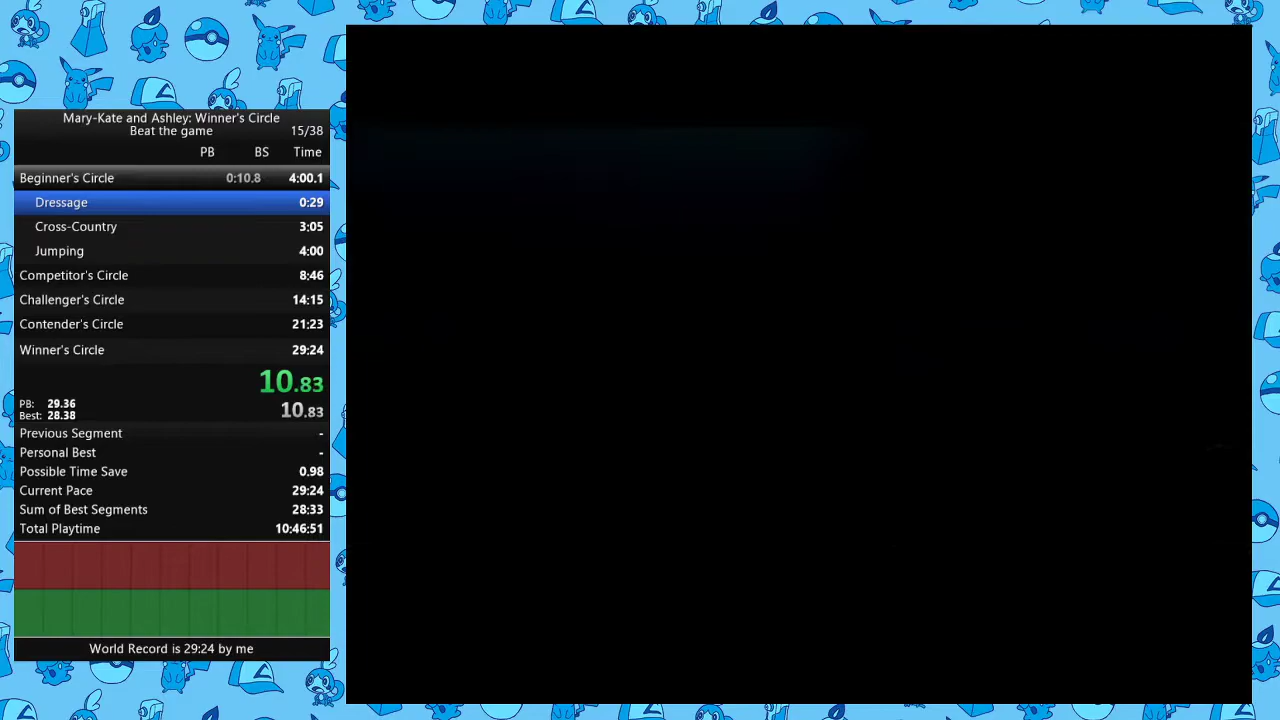 Mary-Kate and Ashley: Winner's Circle
Beat the game 15/38
PB BS Time
Beginner's Circle 0:10.8 4:00.1
Dressage 0:29
Cross-Country 3:05
Jumping 4:00
Competitor's Circle 8:46
Challenger's Circle 14:15
Contender's Circle 21:23
Winner's Circle 29:24
10.83
PB: 29.36
Best: 28.38 10.83
Previous Segment -
Personal Best -
Possible Time Save 0.98
Current Pace 29:24
Sum of Best Segments 28:33
Total Playtime 10:46:51
World Record is 29:24 by me